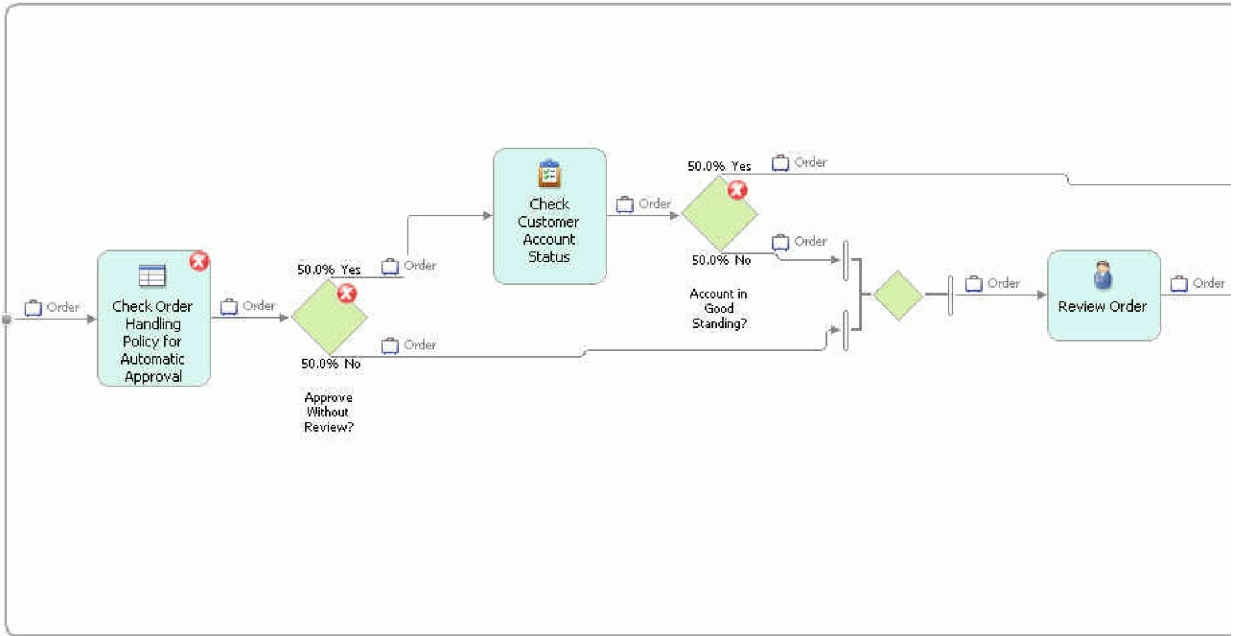 Order
Check Order
Handling
Policy for
Automatic
Approval
Order
50.0% Yes
Order
50.0% No
Order
Approve
Without
Review?
Check
Customer
Account
Status
Order
50.0% Yes
Order
50.0% No
Order
Account in
Good
Standing?
Order
Review Order
Order